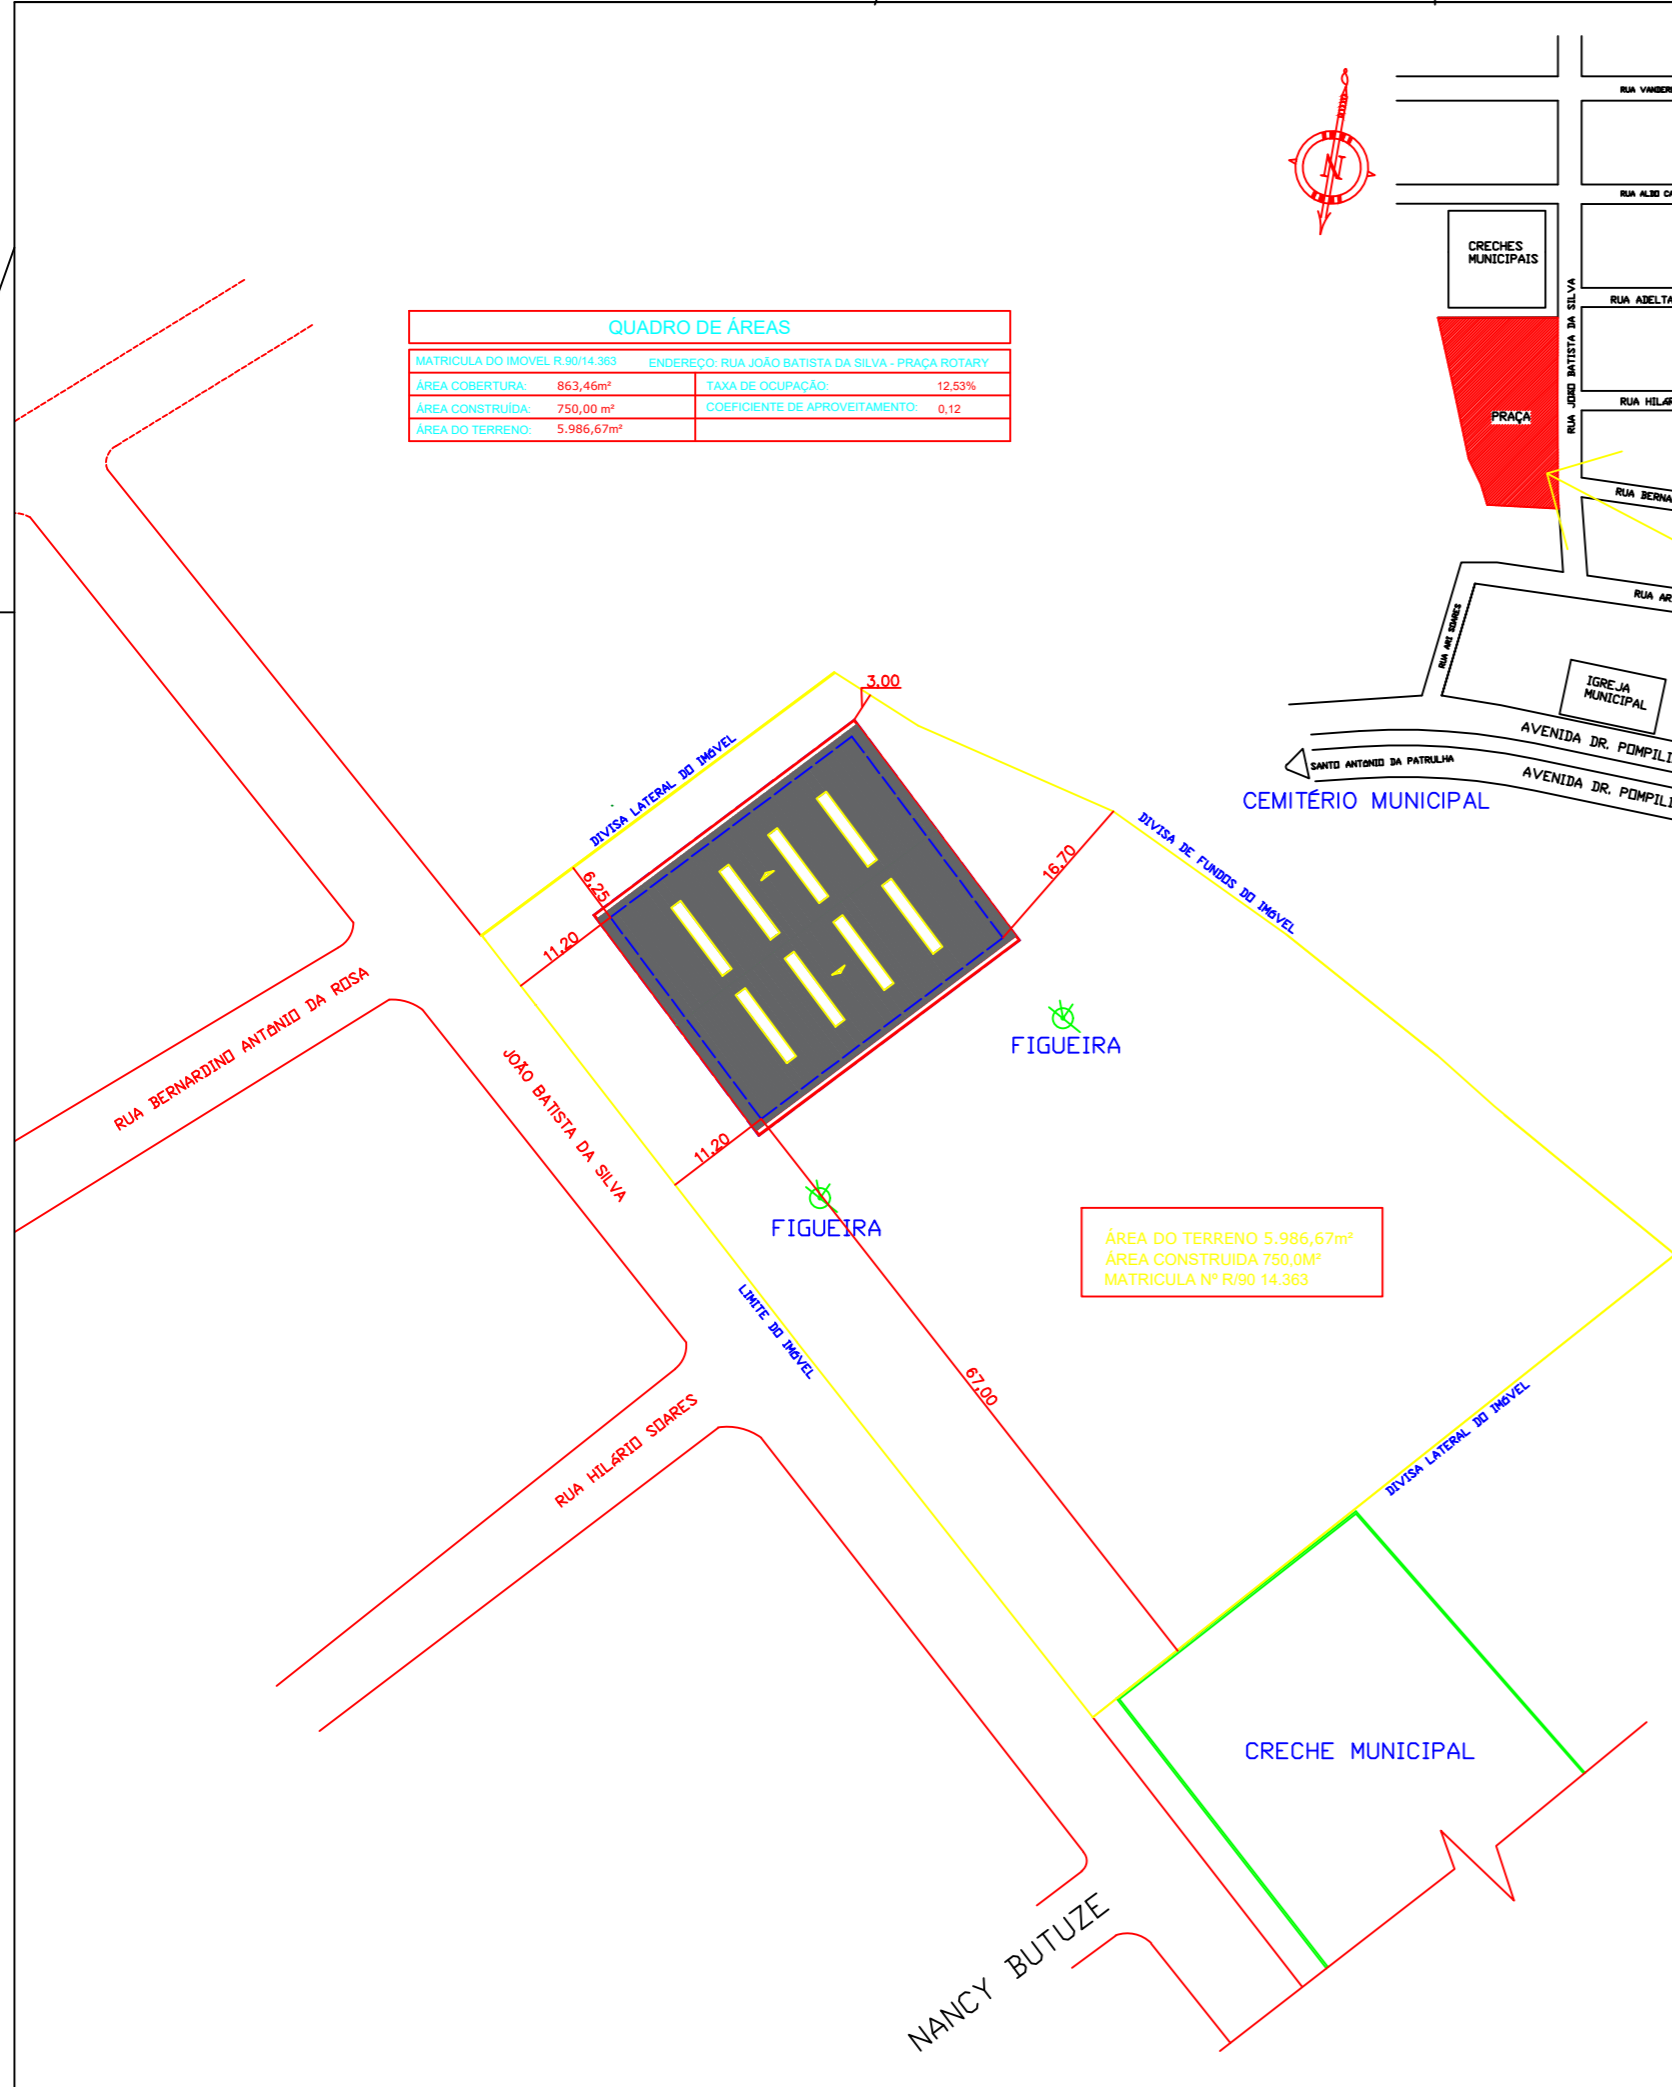 N
RUA VANDER
RUA ALDO CA
CRECHES
MUNICIPAIS
RUA ADELTA
RUA JOÃO BATISTA DA SILVA
RUA HILAR
PRAÇA
RUA BERNA
RUA AR
RUA ARI SOARES
IGREJA
MUNICIPAL
AVENIDA DR. POMPILI
SANTO ANTONIO DA PATRULHA
AVENIDA DR. POMPILI
CEMITÉRIO MUNICIPAL
QUADRO DE ÁREAS
MATRICULA DO IMOVEL R.90/14.363 ENDEREÇO: RUA JOÃO BATISTA DA SILVA - PRAÇA ROTARY
ÁREA COBERTURA: 863,46m² TAXA DE OCUPAÇÃO: 12,53%
ÁREA CONSTRUÍDA: 750,00 m² COEFICIENTE DE APROVEITAMENTO: 0,12
ÁREA DO TERRENO: 5.986,67m²
3,00
DIVISA LATERAL DO IMÓVEL
6,25
11,20
16,70
DIVISA DE FUNDOS DO IMÓVEL
FIGUEIRA
RUA BERNARDINO ANTÔNIO DA ROSA
JOÃO BATISTA DA SILVA
11,20
FIGUEIRA
ÁREA DO TERRENO 5.986,67m²
ÁREA CONSTRUIDA 750,0M²
MATRICULA Nº R/90 14.363
LIMITE DO IMÓVEL
67,00
RUA HILÁRIO SOARES
DIVISA LATERAL DO IMÓVEL
CRECHE MUNICIPAL
NANCY BUTUZE